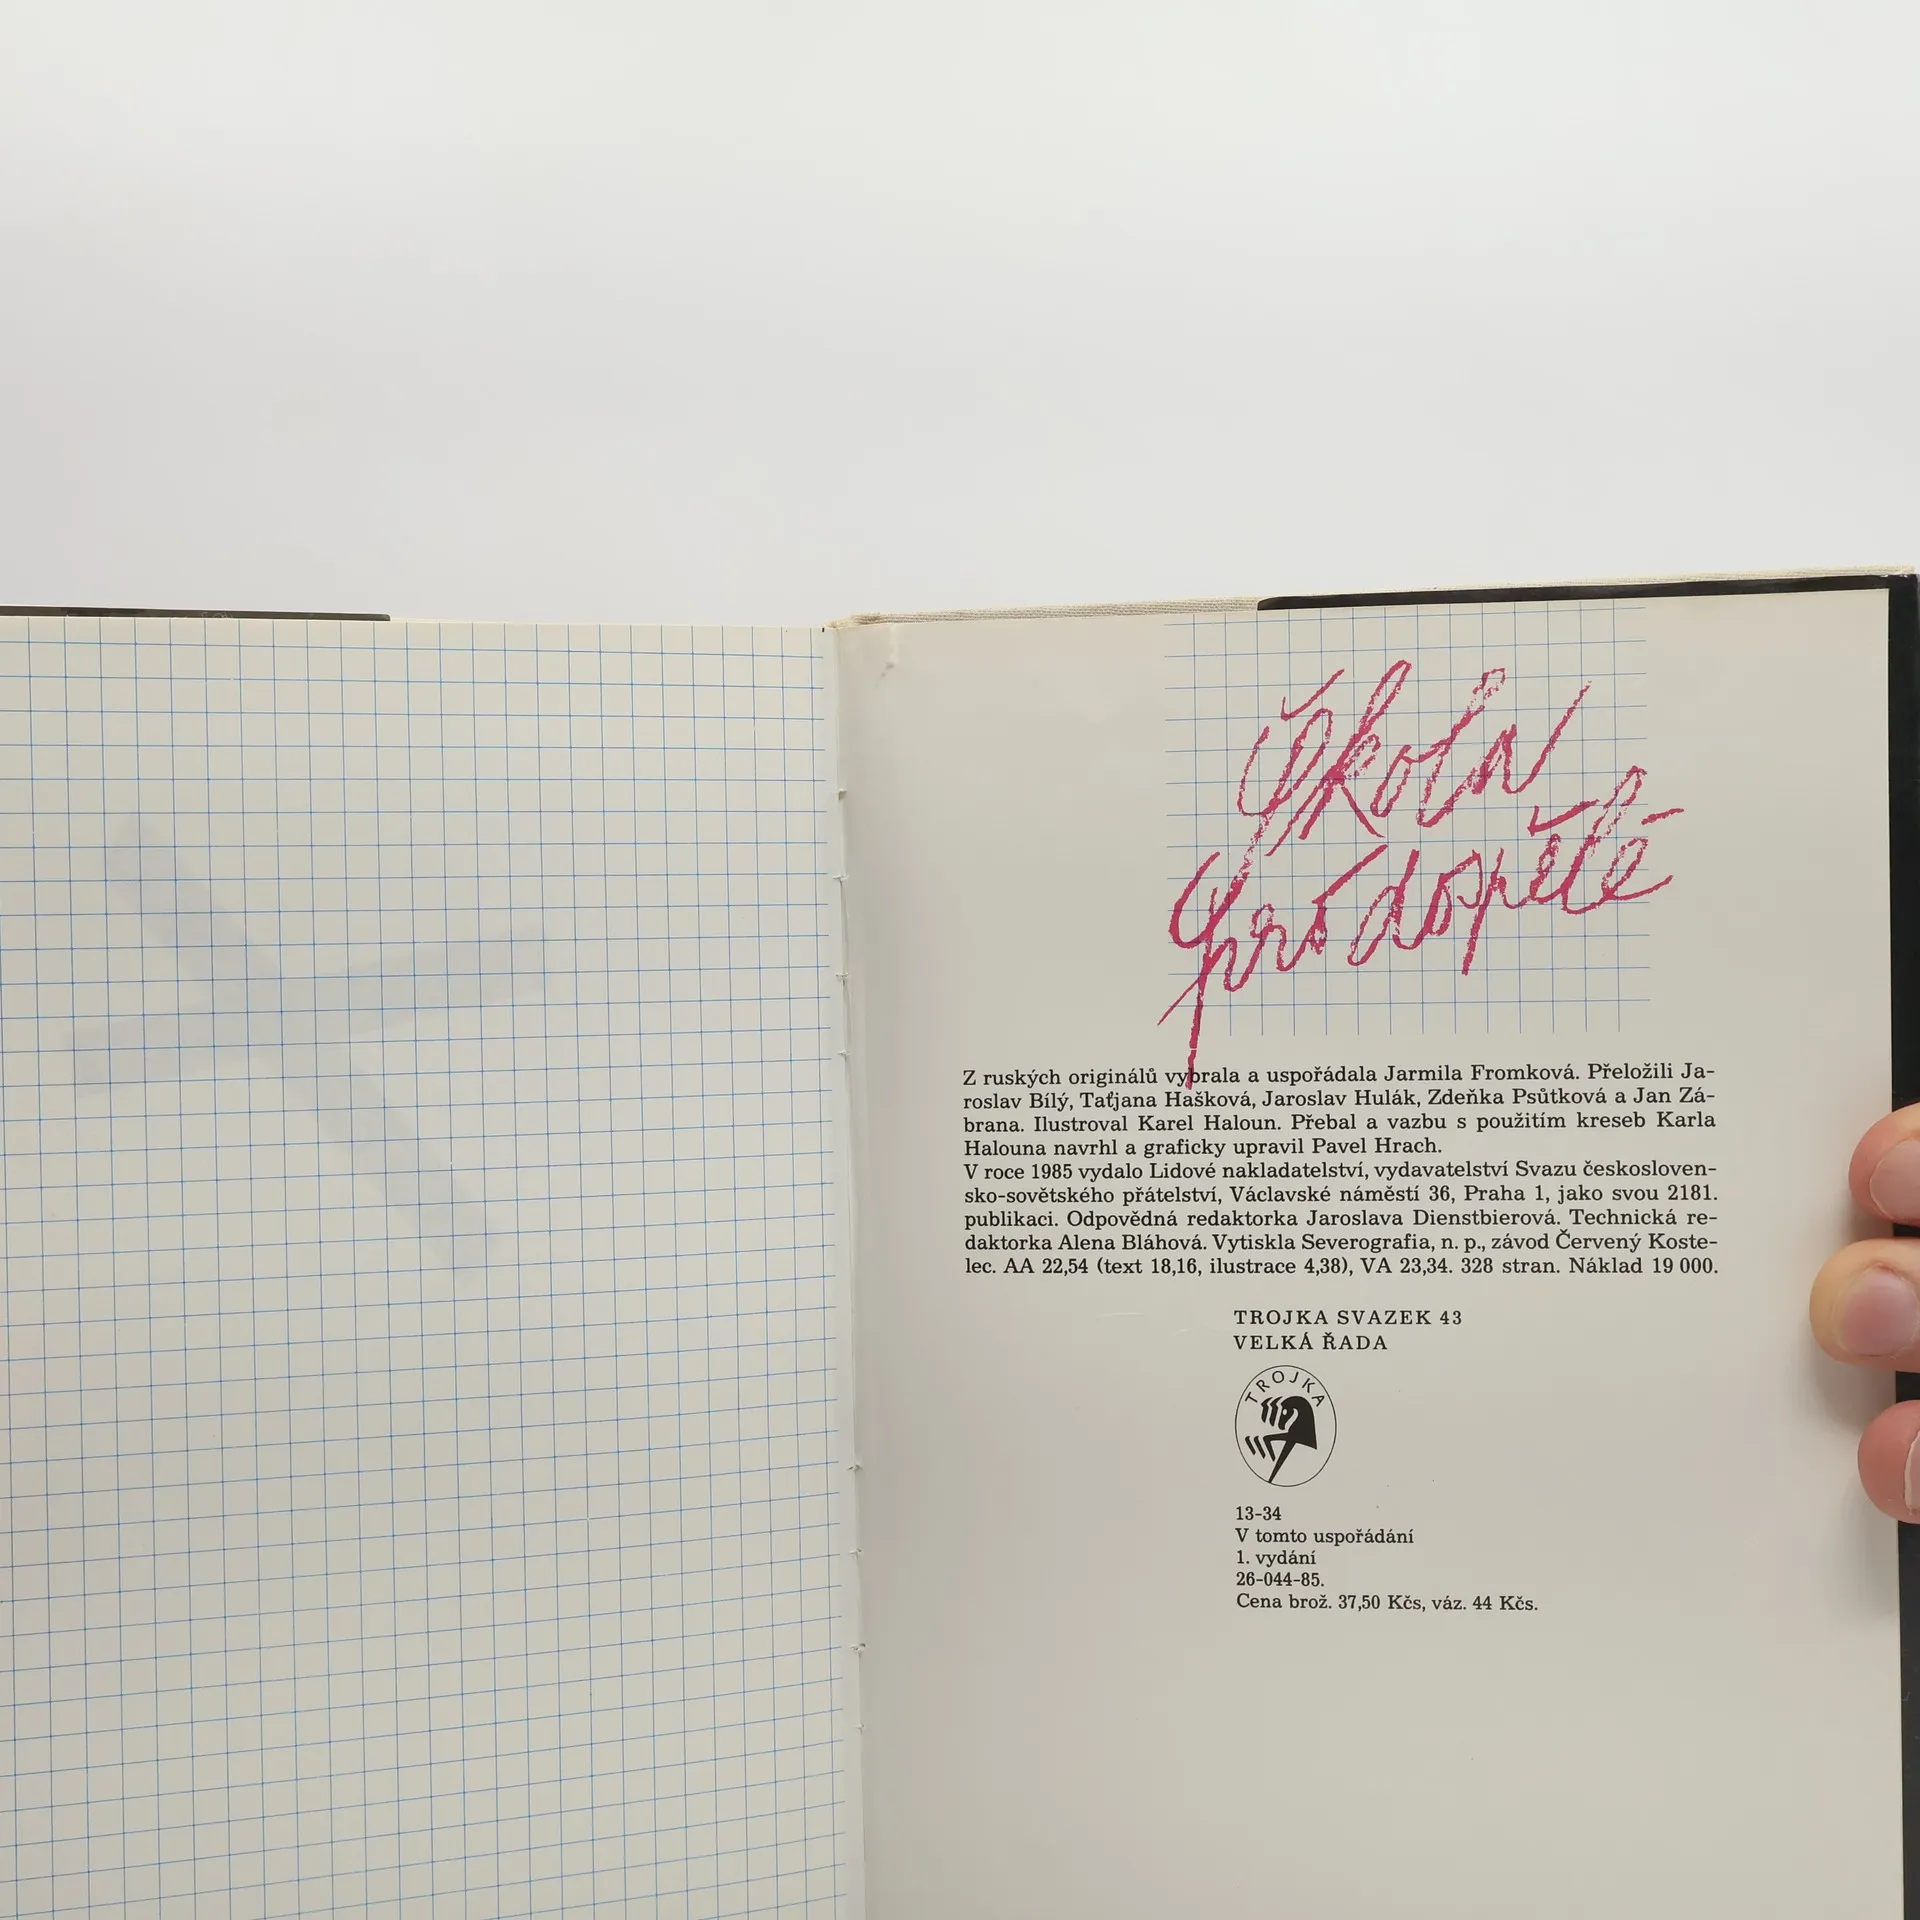 Škola
pro dospělé
Z ruských originálů vybrala a uspořádala Jarmila Fromková. Přeložili Ja-
roslav Bílý, Taťjana Hašková, Jaroslav Hulák, Zdeňka Psůtková a Jan Zá-
brana. Ilustroval Karel Haloun. Přebal a vazbu s použitím kreseb Karla
Halouna navrhl a graficky upravil Pavel Hrach.
V roce 1985 vydalo Lidové nakladatelství, vydavatelství Svazu českosloven-
sko-sovětského přátelství, Václavské náměstí 36, Praha 1, jako svou 2181.
publikaci. Odpovědná redaktorka Jaroslava Dienstbierová. Technická re-
daktorka Alena Bláhová. Vytiskla Severografia, n. p., závod Červený Koste-
lec. AA 22,54 (text 18,16, ilustrace 4,38), VA 23,34. 328 stran. Náklad 19 000.
TROJKA SVAZEK 43
VELKÁ ŘADA
TROJKA
13-34
V tomto uspořádání
1. vydání
26-044-85.
Cena brož. 37,50 Kčs, váz. 44 Kčs.